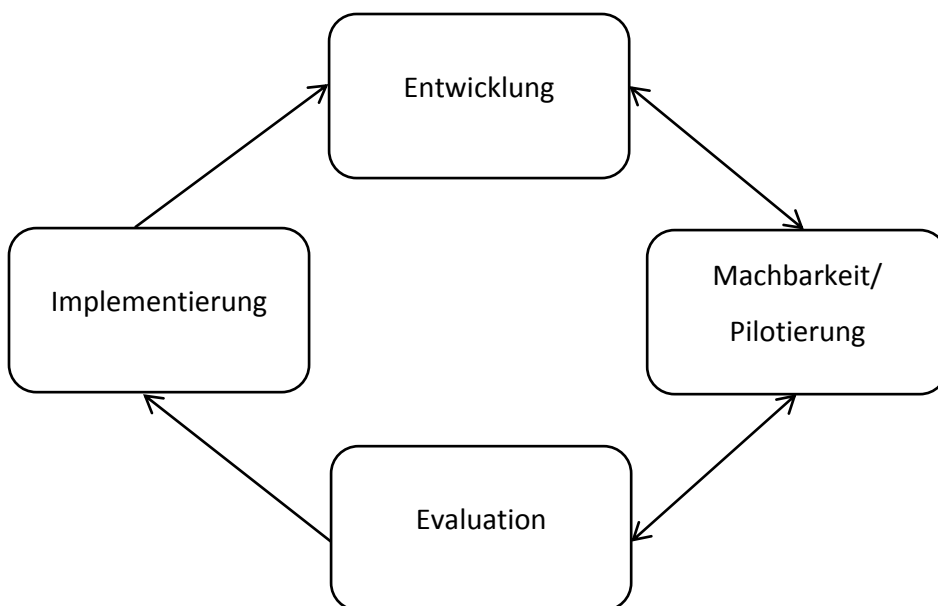 Entwicklung
Implementierung
Machbarkeit/
Pilotierung
Evaluation